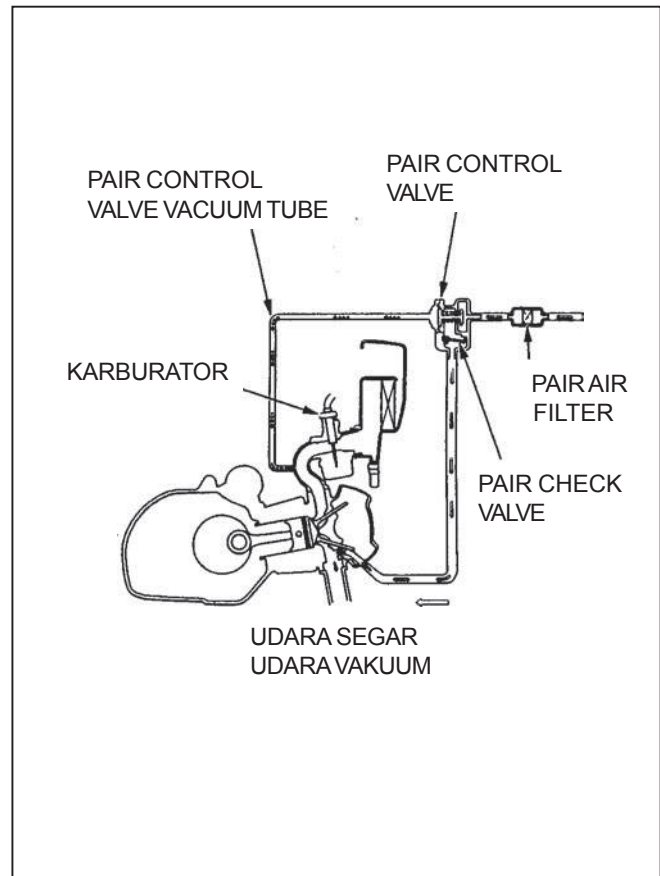 PAIR CONTROL
VALVE
PAIR CONTROL
VALVE VACUUM TUBE
KARBURATOR
PAIR AIR
FILTER
PAIR CHECK
VALVE
UDARA SEGAR
UDARA VAKUUM